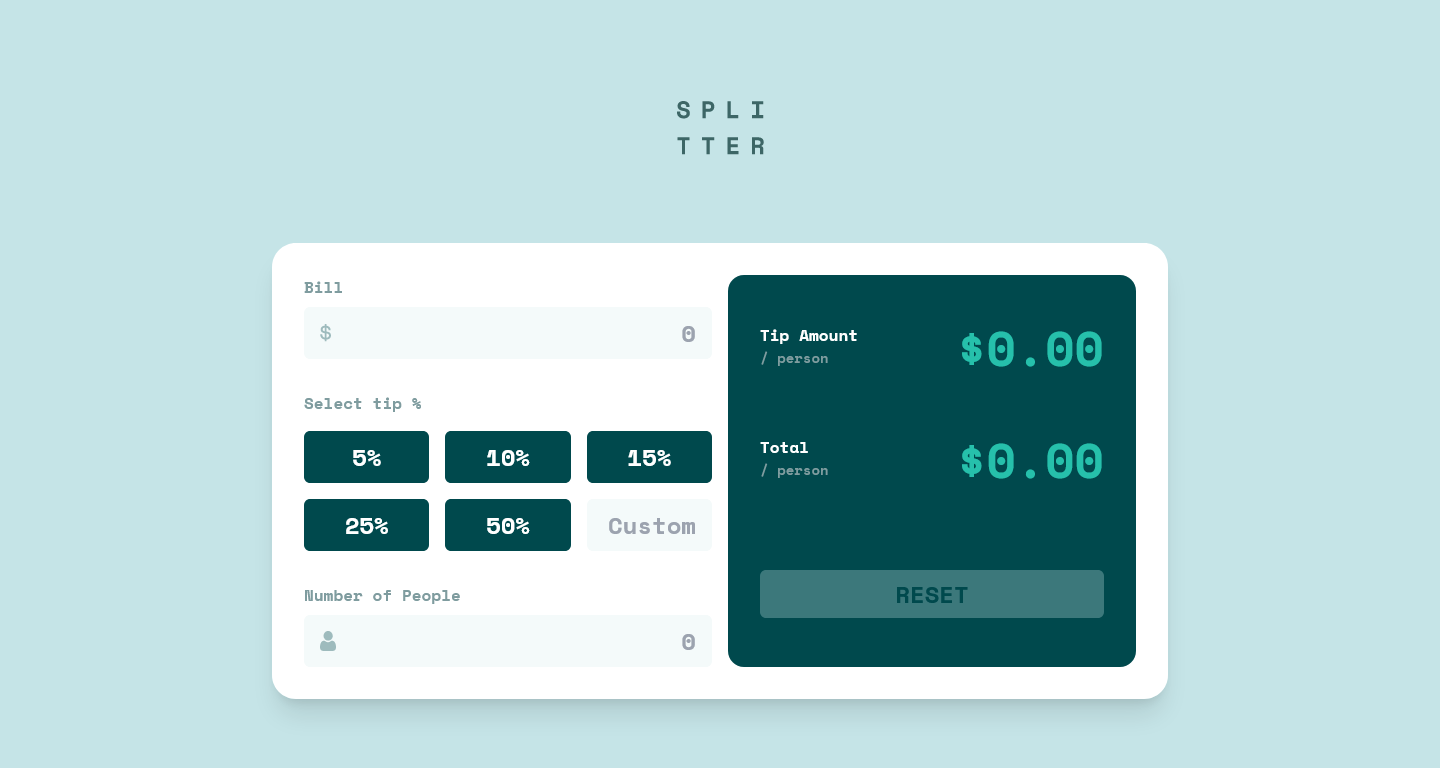 SPLI
TTER
Bill
$ 0
Select tip %
5% 10% 15%
25% 50% Custom
Number of People
0
Tip Amount
/ person
$0.00
Total
/ person
$0.00
RESET